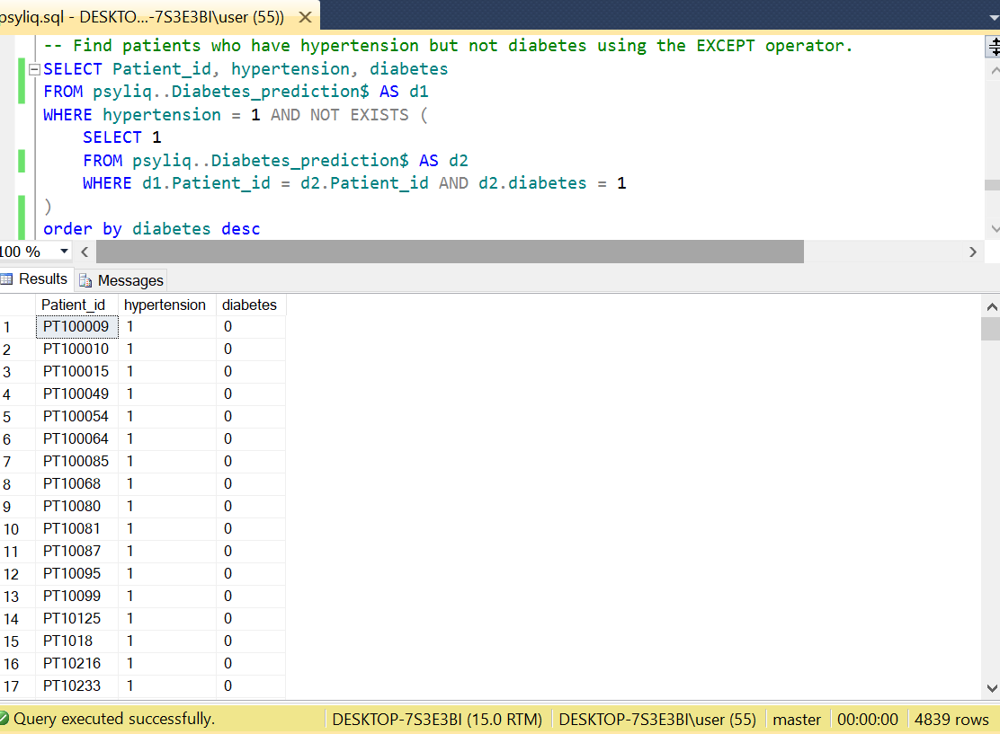 psyliq.sql - DESKTO...-7S3E3BI\user (55))
-- Find patients who have hypertension but not diabetes using the EXCEPT operator.
SELECT Patient_id, hypertension, diabetes
FROM psyliq..Diabetes_prediction$ AS d1
WHERE hypertension = 1 AND NOT EXISTS (
SELECT 1
FROM psyliq..Diabetes_prediction$ AS d2
WHERE d1.Patient_id = d2.Patient_id AND d2.diabetes = 1
)
order by diabetes desc
100 %
Results Messages
Patient_id hypertension diabetes
1 PT100009 1 0
2 PT100010 1 0
3 PT100015 1 0
4 PT100049 1 0
5 PT100054 1 0
6 PT100064 1 0
7 PT100085 1 0
8 PT10068 1 0
9 PT10080 1 0
10 PT10081 1 0
11 PT10087 1 0
12 PT10095 1 0
13 PT10099 1 0
14 PT10125 1 0
15 PT1018 1 0
16 PT10216 1 0
17 PT10233 1 0
Query executed successfully. DESKTOP-7S3E3BI (15.0 RTM) DESKTOP-7S3E3BI\user (55) master 00:00:00 4839 rows